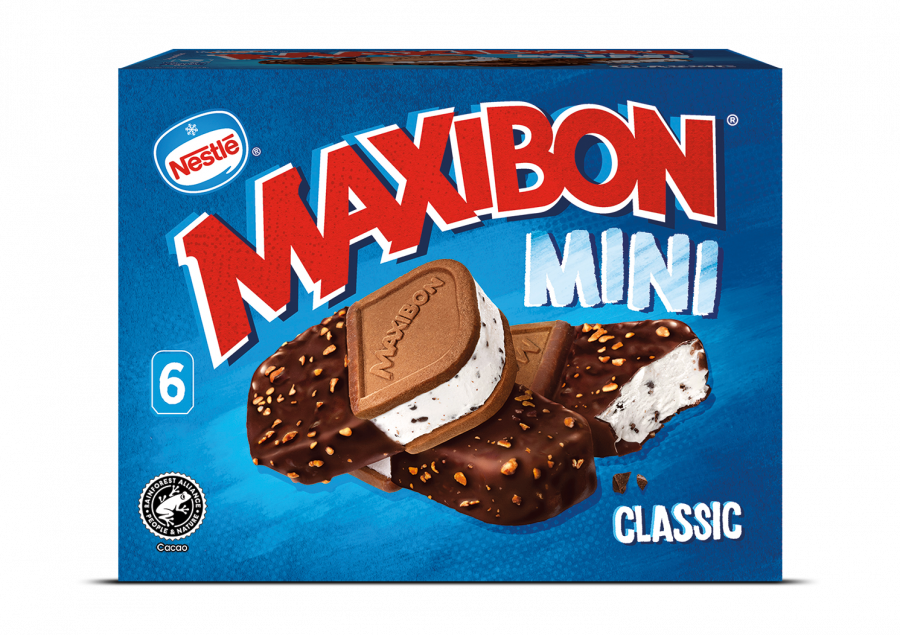 Nestlé ®
MAXIBON ®
MINI
MAXIBON
6
RAINFOREST ALLIANCE
PEOPLE & NATURE
Cacao
CLASSIC